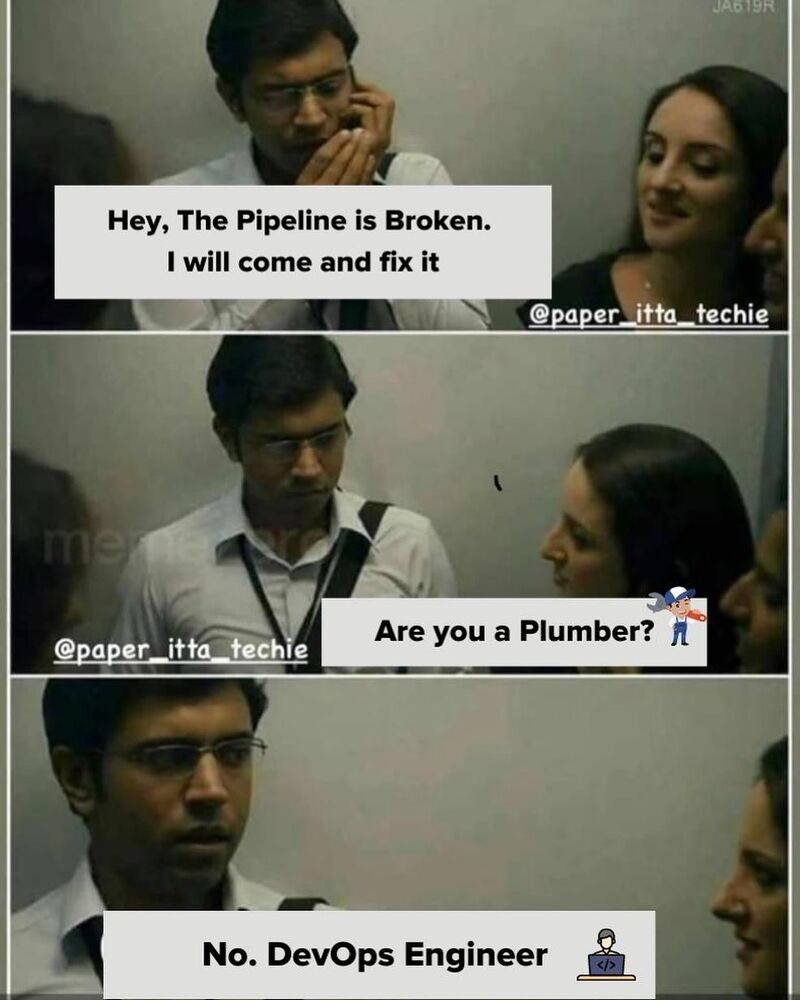 JA619R
Hey, The Pipeline is Broken.
I will come and fix it
@paper_itta_techie
Are you a Plumber?
@paper_itta_techie
No. DevOps Engineer
</>